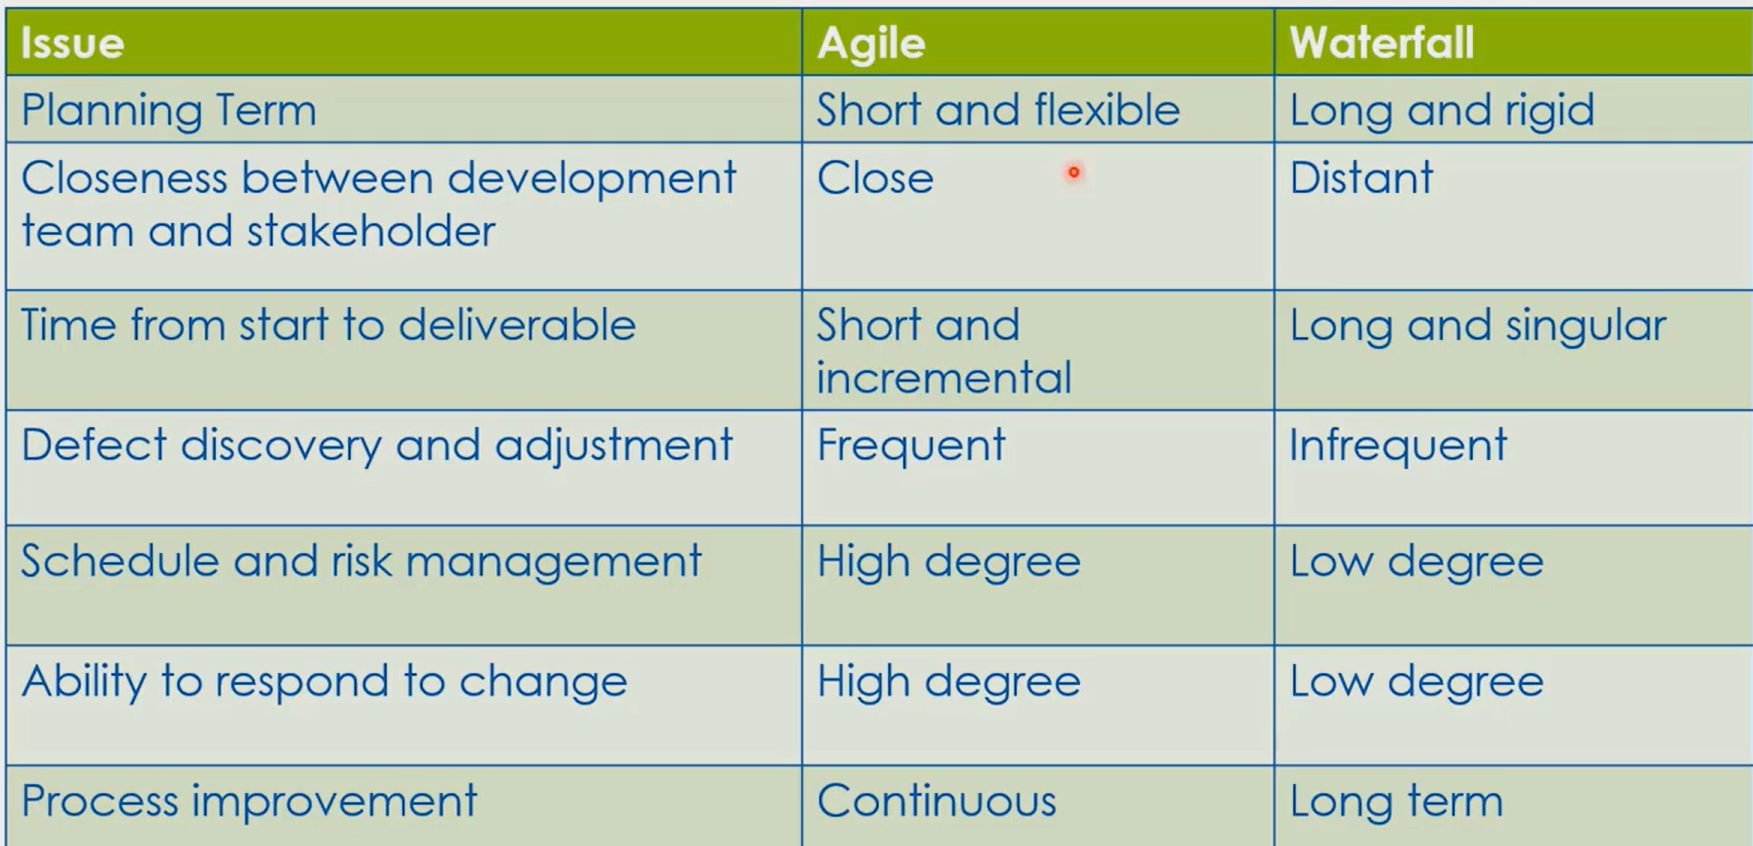 Issue Agile Waterfall
Planning Term Short and flexible Long and rigid
Closeness between development Close Distant
team and stakeholder
Time from start to deliverable Short and Long and singular
incremental
Defect discovery and adjustment Frequent Infrequent
Schedule and risk management High degree Low degree
Ability to respond to change High degree Low degree
Process improvement Continuous Long term